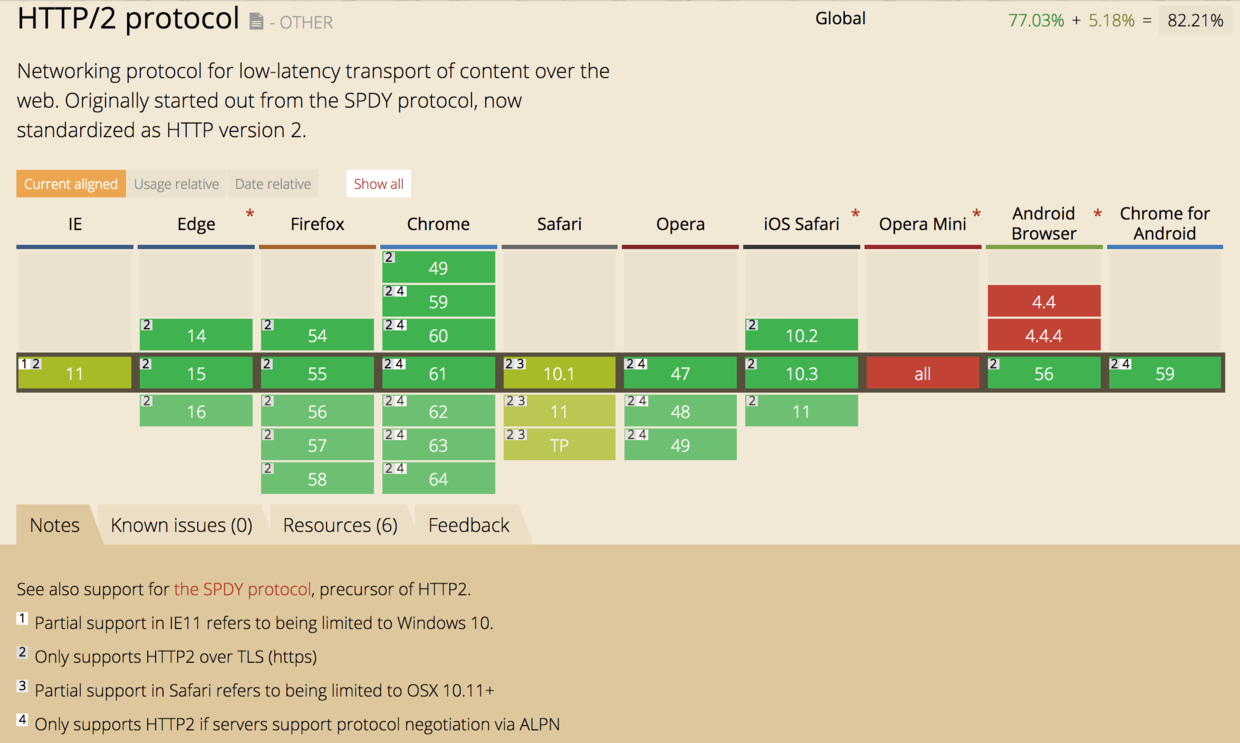 HTTP/2 protocol - OTHER
Global 77.03% + 5.18% = 82.21%
Networking protocol for low-latency transport of content over the
web. Originally started out from the SPDY protocol, now
standardized as HTTP version 2.
Current aligned Usage relative Date relative Show all
IE Edge * Firefox Chrome Safari Opera iOS Safari * Opera Mini * Android Browser * Chrome for Android
2 49
2 4 59 4.4
2 14 2 54 2 4 60 2 10.2 4.4.4
1 2 11 2 15 2 55 2 4 61 2 3 10.1 2 4 47 2 10.3 all 2 56 2 4 59
2 16 2 56 2 4 62 2 3 11 2 4 48 2 11
2 57 2 4 63 2 3 TP 2 4 49
2 58 2 4 64
Notes Known issues (0) Resources (6) Feedback
See also support for the SPDY protocol, precursor of HTTP2.
1 Partial support in IE11 refers to being limited to Windows 10.
2 Only supports HTTP2 over TLS (https)
3 Partial support in Safari refers to being limited to OSX 10.11+
4 Only supports HTTP2 if servers support protocol negotiation via ALPN